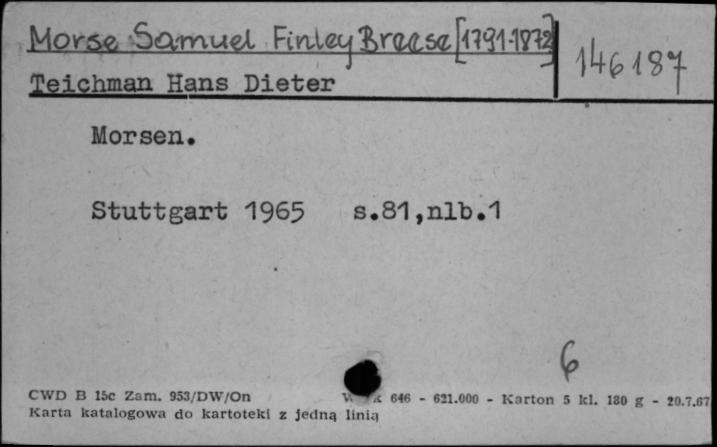 Morse Samuel Finley Breese [1791-1872]
146187
Teichman Hans Dieter
Morsen.
Stuttgart 1965 s.81,nlb.1
6
CWD B 15c Zam. 953/DW/On 646 - 621.000 - Karton 5 kl. 180 g - 20.7.67
Karta katalogowa do kartoteki z jedną linią